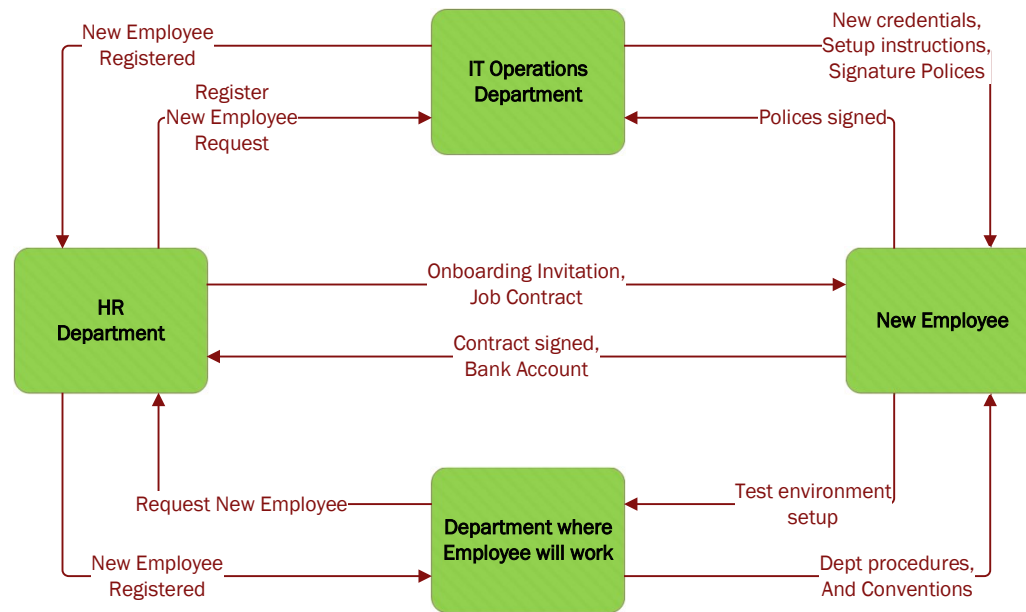 New Employee
Registered
IT Operations
Department
New credentials,
Setup instructions,
Signature Polices
Register
New Employee
Request
Polices signed
HR
Department
Onboarding Invitation,
Job Contract
New Employee
Contract signed,
Bank Account
Request New Employee
Department where
Employee will work
Test environment
setup
New Employee
Registered
Dept procedures,
And Conventions